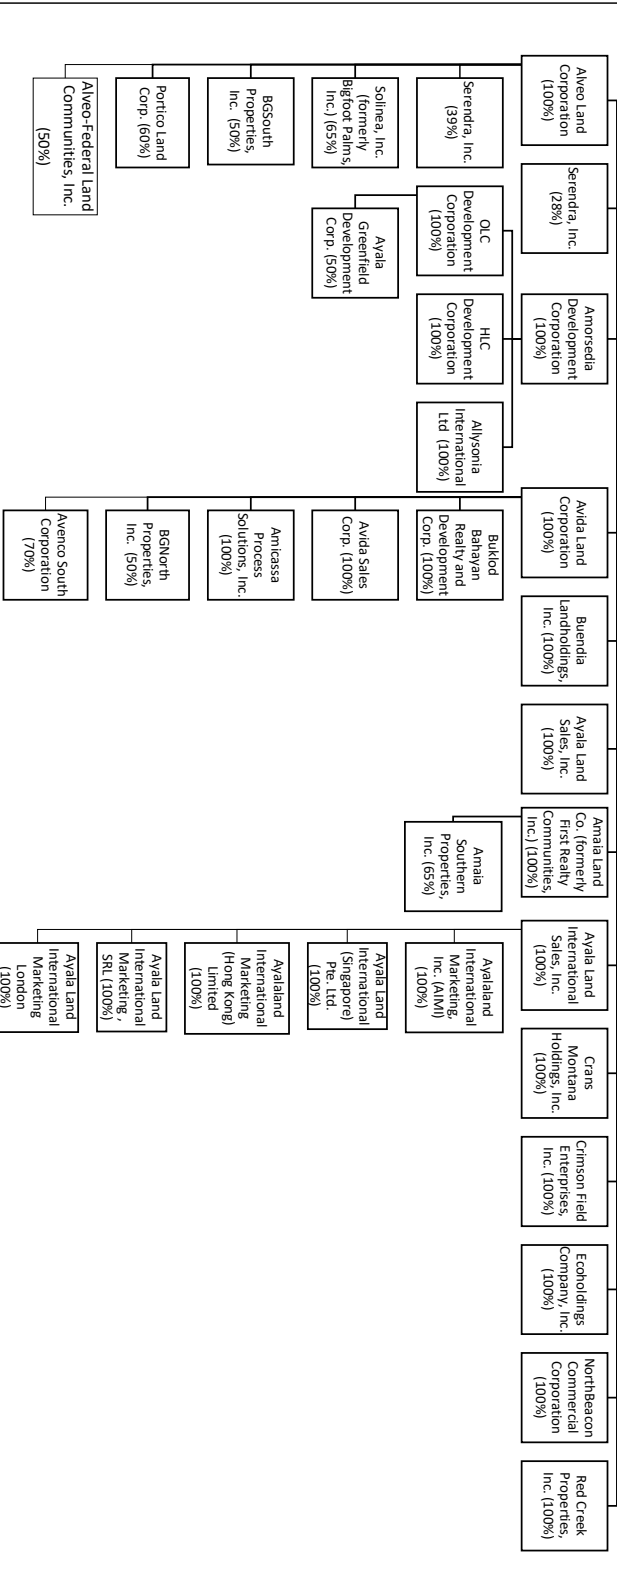 Alveo Land
Corporation
(100%)
Serendra, Inc.
(28%)
Amorsedia
Development
Corporation
(100%)
Avida Land
Corporation
(100%)
Buendia
Landholdings,
Inc. (100%)
Ayala Land
Sales, Inc.
(100%)
Amaia Land
Co. (formerly
First Realty
Communities,
Inc.) (100%)
Ayala Land
International
Sales, Inc.
(100%)
Crans
Montana
Holdings, Inc.
(100%)
Crimson Field
Enterprises,
Inc. (100%)
Ecoholdings
Company, Inc.
(100%)
NorthBeacon
Commercial
Corporation
(100%)
Red Creek
Properties,
Inc. (100%)
Serendra, Inc.
(39%)
Solinea, Inc.
(formerly
Bigfoot Palms,
Inc.) (65%)
BGSouth
Properties,
Inc. (50%)
Portico Land
Corp. (60%)
Alveo-Federal Land
Communities, Inc.
(50%)
OLC
Development
Corporation
(100%)
Ayala
Greenfield
Development
Corp. (50%)
HLC
Development
Corporation
(100%)
Allysonia
International
Ltd (100%)
Buklod
Bahayan
Realty and
Development
Corp. (100%)
Avida Sales
Corp. (100%)
Amicassa
Process
Solutions, Inc.
(100%)
BGNorth
Properties,
Inc. (50%)
Avenco South
Corporation
(70%)
Amaia
Southern
Properties,
Inc. (65%)
Ayalaland
International
Marketing,
Inc. (AIMI)
(100%)
Ayala Land
International
(Singapore)
Pte. Ltd.
(100%)
Ayalaland
International
Marketing
(Hong Kong)
Limited
(100%)
Ayala Land
International
Marketing ,
SRL (100%)
Ayala Land
International
Marketing
London
(100%)